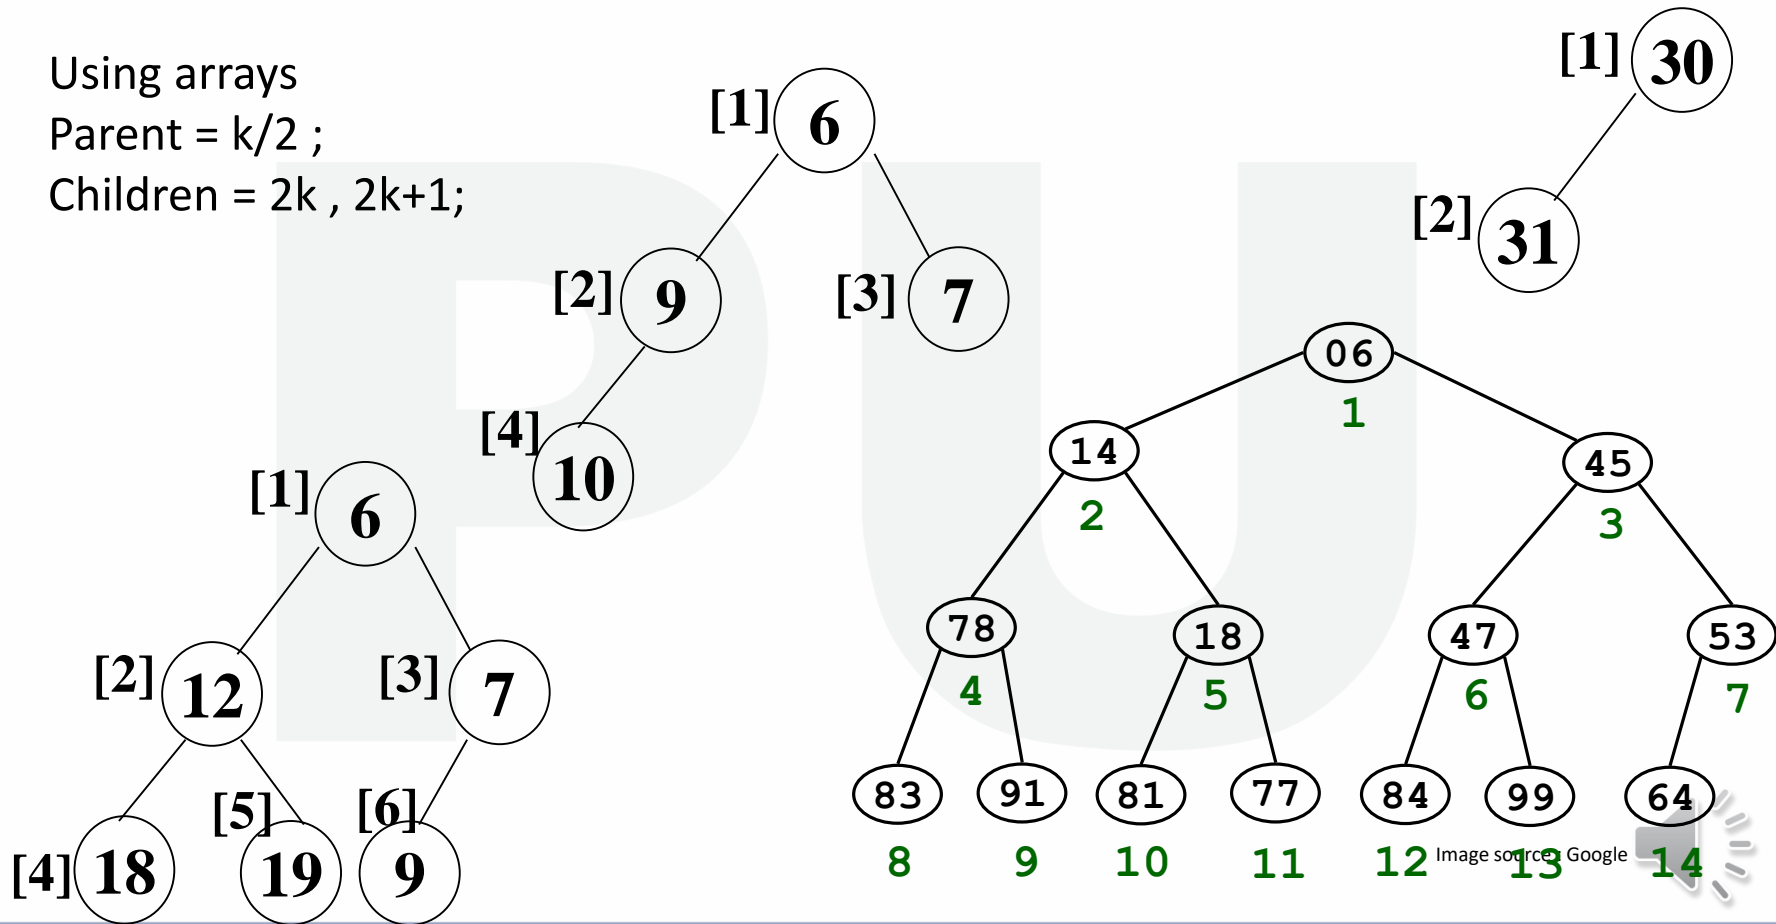 Using arrays
Parent = k/2 ;
Children = 2k , 2k+1;
[1] 30
[2] 31
[1] 6
[2] 9 [3] 7
[4] 10
[1] 6
[2] 12 [3] 7
[4] 18 [5] 19 [6] 9
06
1
14 45
2 3
78 18 47 53
4 5 6 7
83 91 81 77 84 99 64
8 9 10 11 12 13 14
Image source : Google
PU